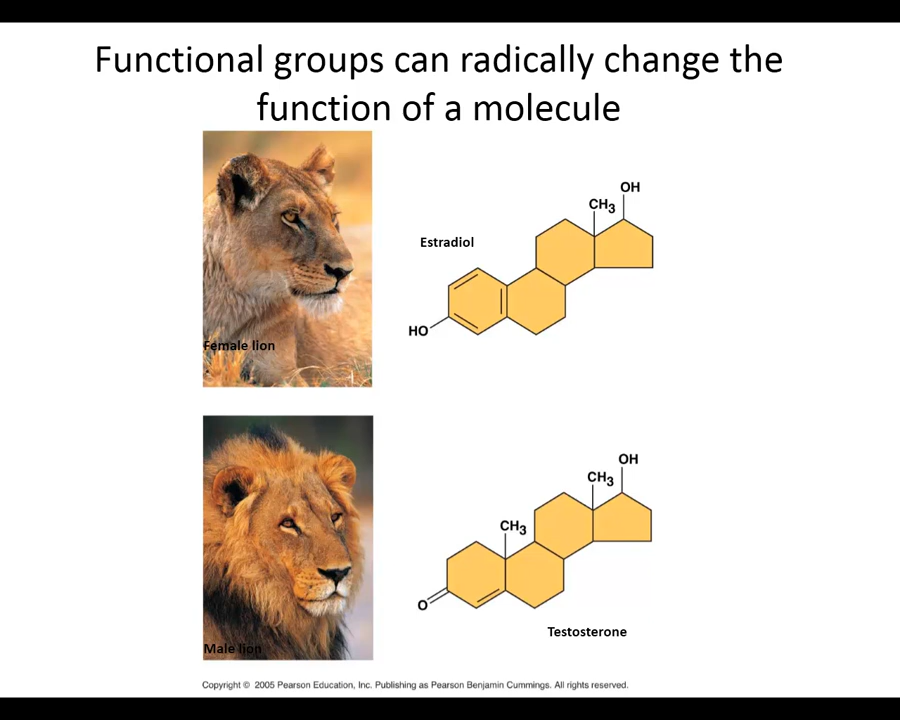 Functional groups can radically change the
function of a molecule
OH
CH3
Estradiol
HO
Female lion
OH
CH3
CH3
O
Testosterone
Male lion
Copyright © 2005 Pearson Education, Inc. Publishing as Pearson Benjamin Cummings. All rights reserved.